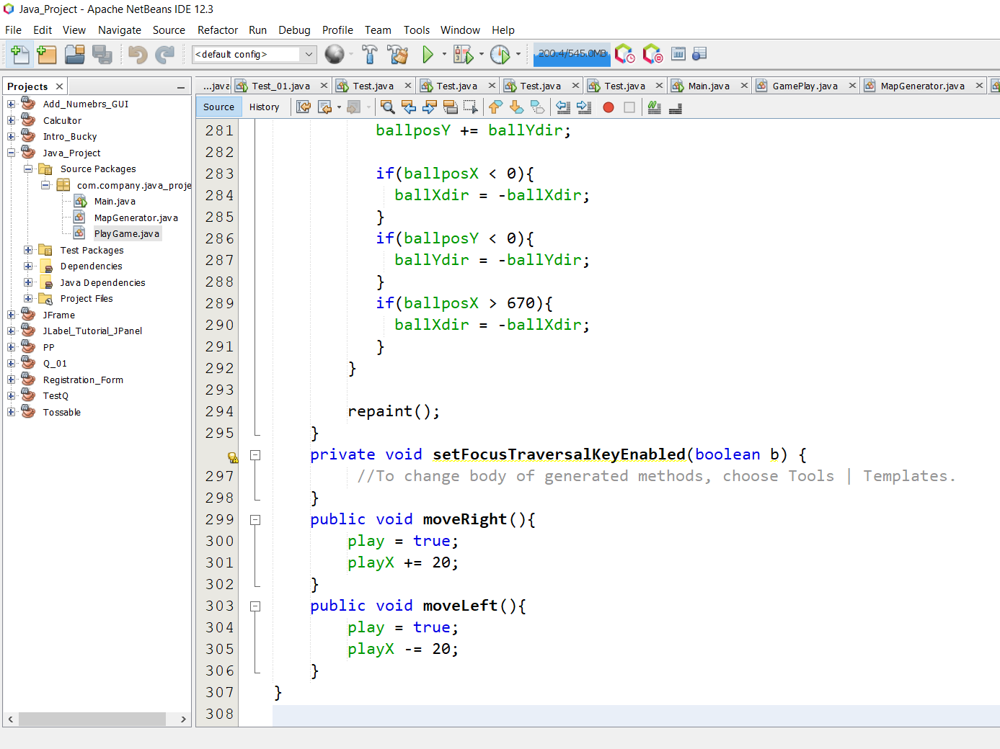 Java_Project - Apache NetBeans IDE 12.3
File Edit View Navigate Source Refactor Run Debug Profile Team Tools Window Help
<default config>
200.4/545.0MB
Projects
...java Test_01.java Test.java Test.java Test.java Test.java Main.java GamePlay.java MapGenerator.java
Source History
Add_Numebrs_GUI
Calcultor
Intro_Bucky
Java_Project
Source Packages
com.company.java_proje
Main.java
MapGenerator.java
PlayGame.java
Test Packages
Dependencies
Java Dependencies
Project Files
JFrame
JLabel_Tutorial_JPanel
PP
Q_01
Registration_Form
TestQ
Tossable
281 ballposY += ballYdir;
282
283 if(ballposX < 0){
284 ballXdir = -ballXdir;
285 }
286 if(ballposY < 0){
287 ballYdir = -ballYdir;
288 }
289 if(ballposX > 670){
290 ballXdir = -ballXdir;
291 }
292 }
293
294 repaint();
295 }
private void setFocusTraversalKeyEnabled(boolean b) {
297 //To change body of generated methods, choose Tools | Templates.
298 }
299 public void moveRight(){
300 play = true;
301 playX += 20;
302 }
303 public void moveLeft(){
304 play = true;
305 playX -= 20;
306 }
307 }
308